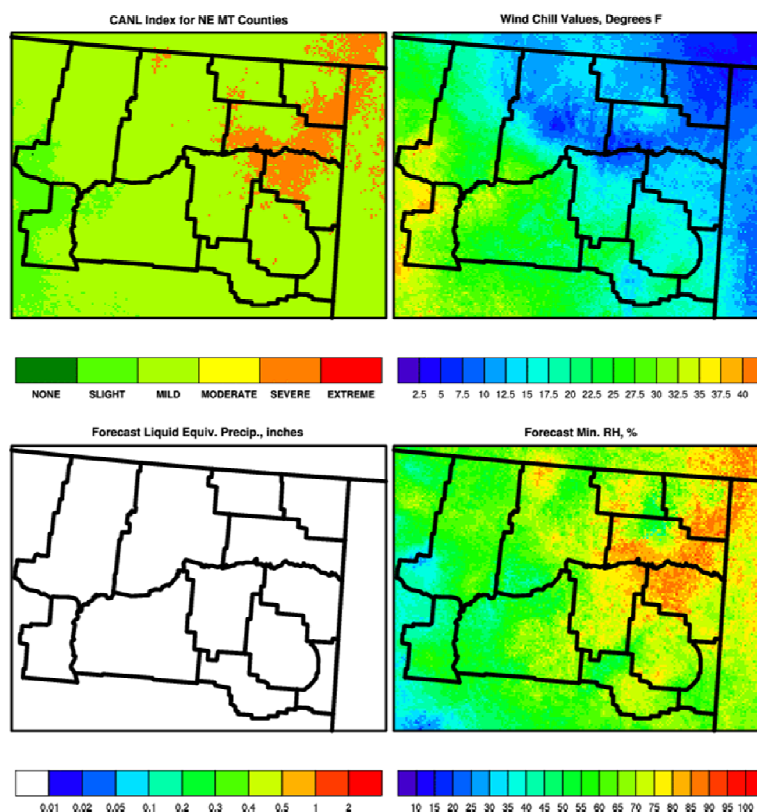 CANL Index for NE MT Counties
Wind Chill Values, Degrees F
NONE SLIGHT MILD MODERATE SEVERE EXTREME
2.5 5 7.5 10 12.5 15 17.5 20 22.5 25 27.5 30 32.5 35 37.5 40
Forecast Liquid Equiv. Precip., inches
Forecast Min. RH, %
0.01 0.02 0.05 0.1 0.2 0.3 0.4 0.5 1 2
10 15 20 25 30 35 40 45 50 55 60 65 70 75 80 85 90 95 100